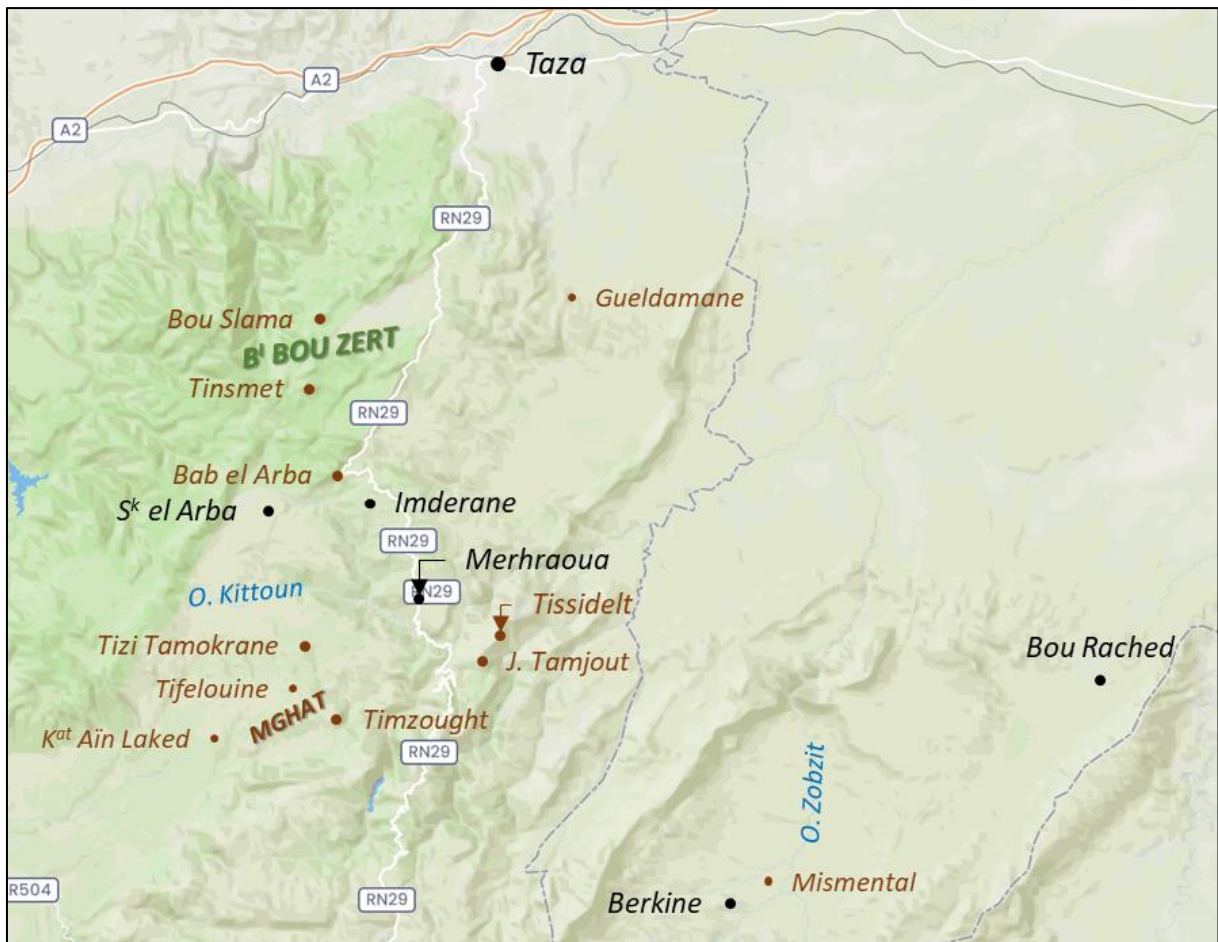 Taza
A2
A2
RN29
Gueldamane
Bou Slama
Bˡ BOU ZERT
Tinsmet
RN29
Bab el Arba
Sᵏ el Arba
Imderane
RN29
Merhraoua
RN29
O. Kittoun
Tissidelt
Tizi Tamokrane
J. Tamjout
Bou Rached
Tifelouine
MGHAT
Timzought
Kᵃᵗ Aïn Laked
RN29
O. Zobzit
R504
RN29
Mismental
Berkine